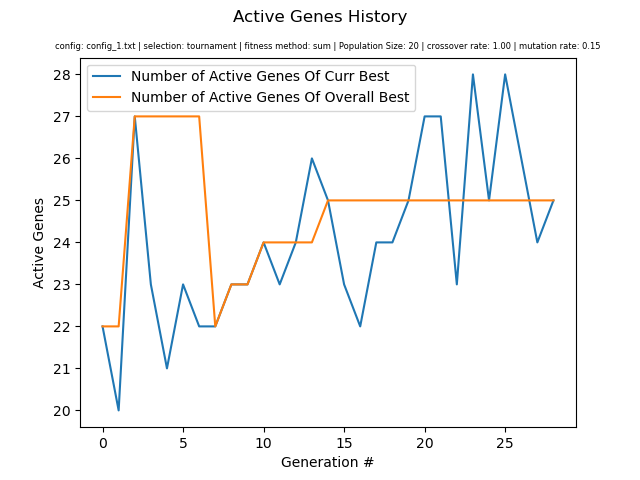 Active Genes History
config: config_1.txt | selection: tournament | fitness method: sum | Population Size: 20 | crossover rate: 1.00 | mutation rate: 0.15
Number of Active Genes Of Curr Best
Number of Active Genes Of Overall Best
28
27
26
25
24
23
22
21
20
Active Genes
0 5 10 15 20 25
Generation #